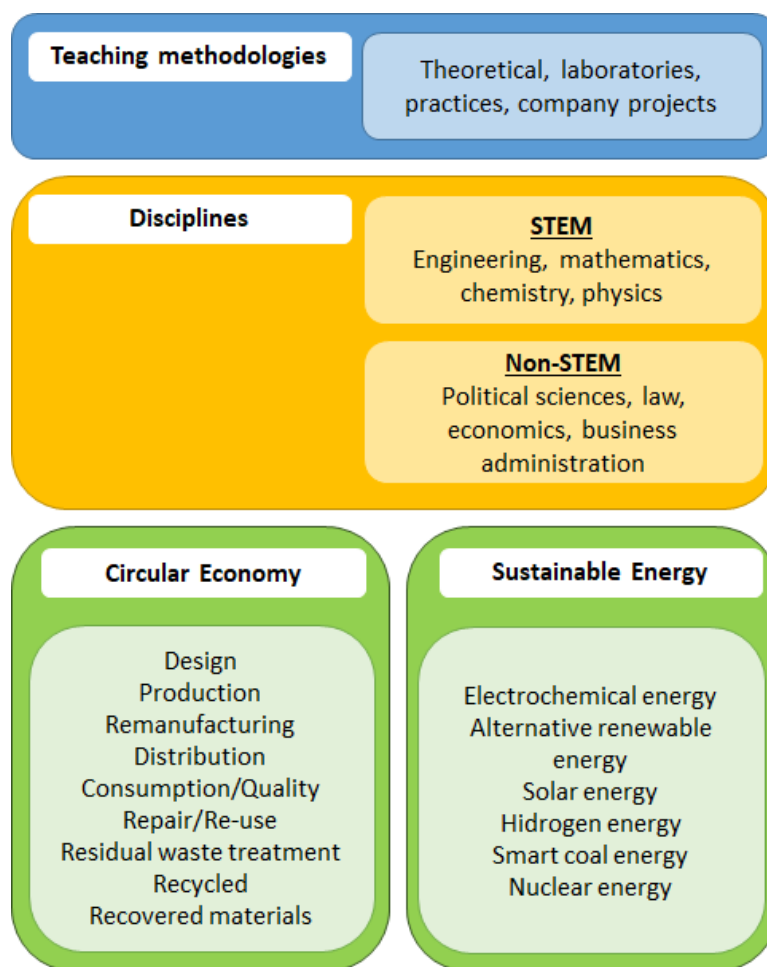 Teaching methodologies
Theoretical, laboratories,
practices, company projects
Disciplines
STEM
Engineering, mathematics,
chemistry, physics
Non-STEM
Political sciences, law,
economics, business
administration
Circular Economy
Design
Production
Remanufacturing
Distribution
Consumption/Quality
Repair/Re-use
Residual waste treatment
Recycled
Recovered materials
Sustainable Energy
Electrochemical energy
Alternative renewable
energy
Solar energy
Hidrogen energy
Smart coal energy
Nuclear energy